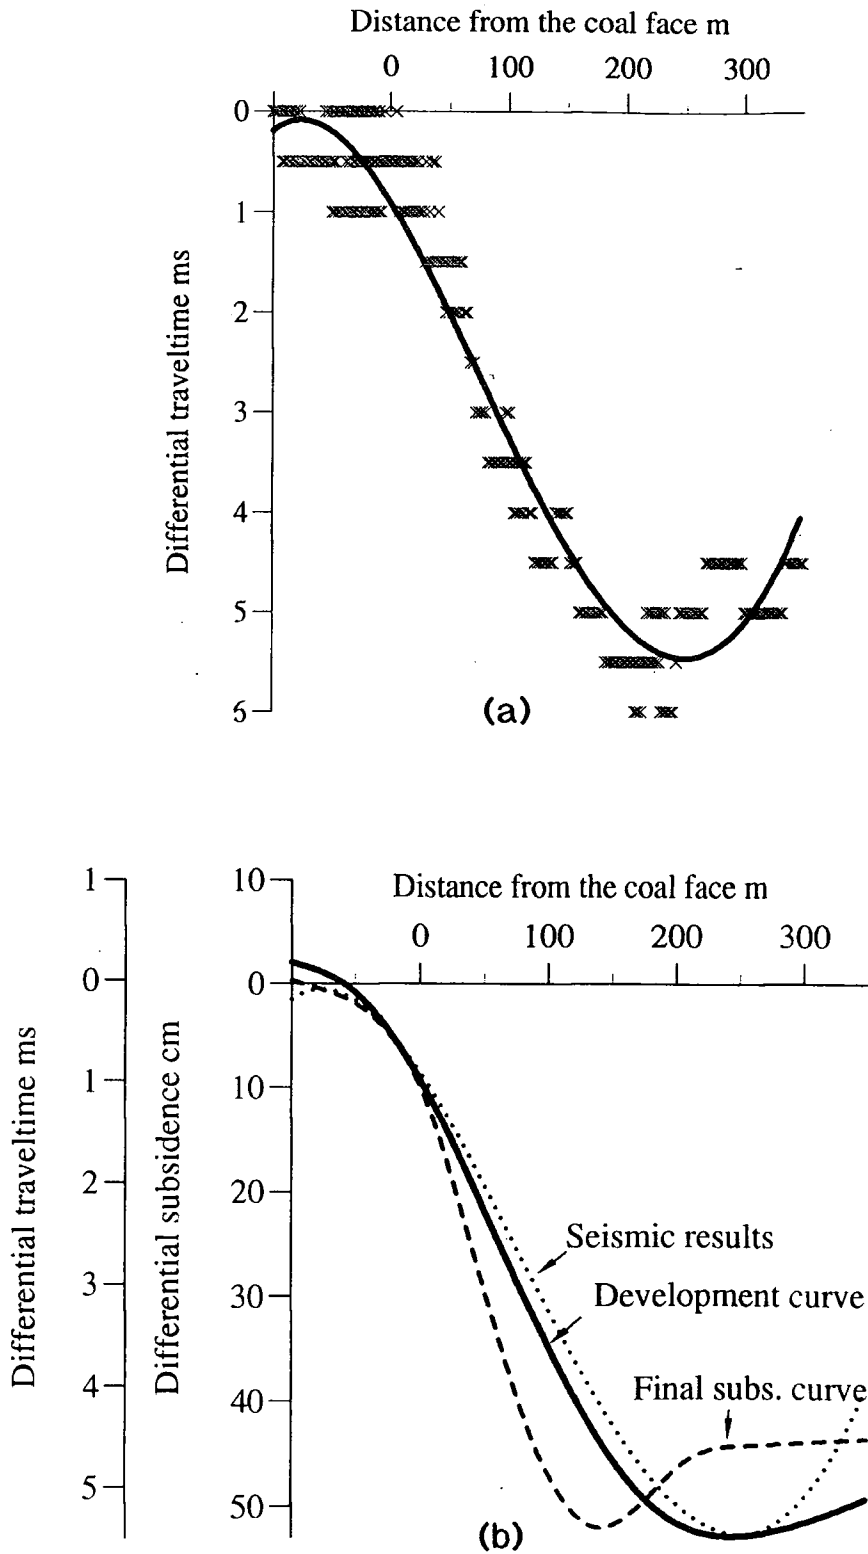 Distance from the coal face m
0 100 200 300
0
1
2
3
4
5
6
Differential traveltime ms
(a)
Distance from the coal face m
0 100 200 300
1
0
1
2
3
4
5
Differential traveltime ms
10
0
10
20
30
40
50
Differential subsidence cm
Seismic results
Development curve
Final subs. curve
(b)